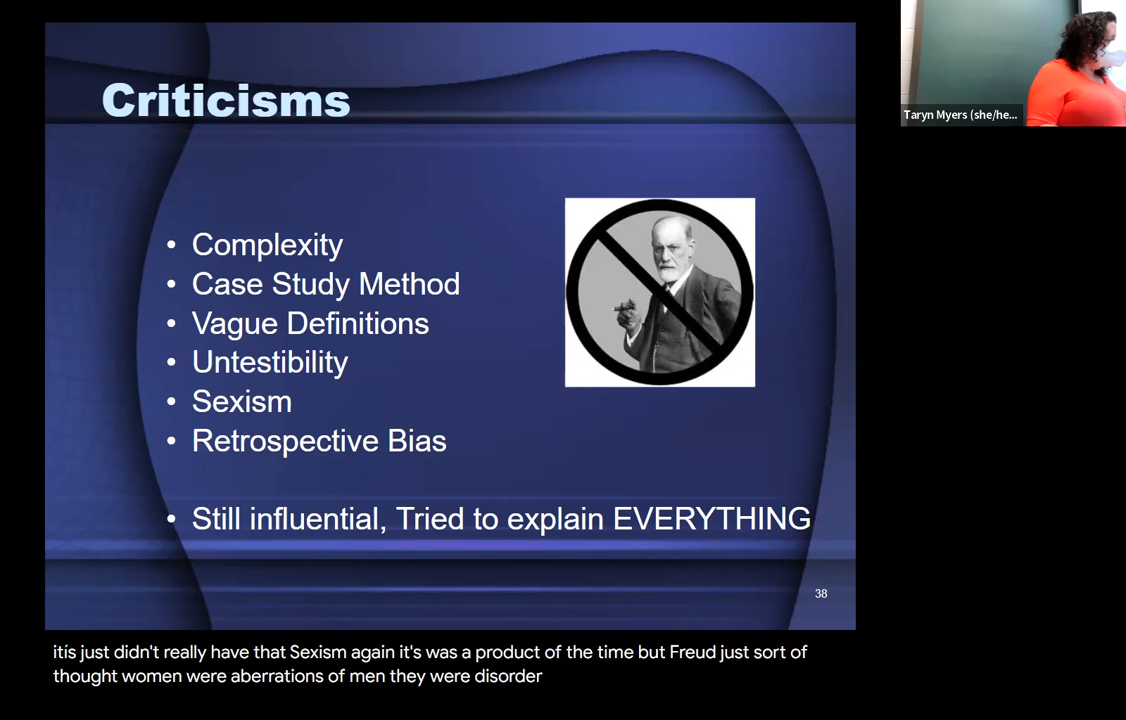 Criticisms
Taryn Myers (she/he...
• Complexity
• Case Study Method
• Vague Definitions
• Untestibility
• Sexism
• Retrospective Bias
• Still influential, Tried to explain EVERYTHING
38
itís just didn't really have that Sexism again it's was a product of the time but Freud just sort of
thought women were aberrations of men they were disorder